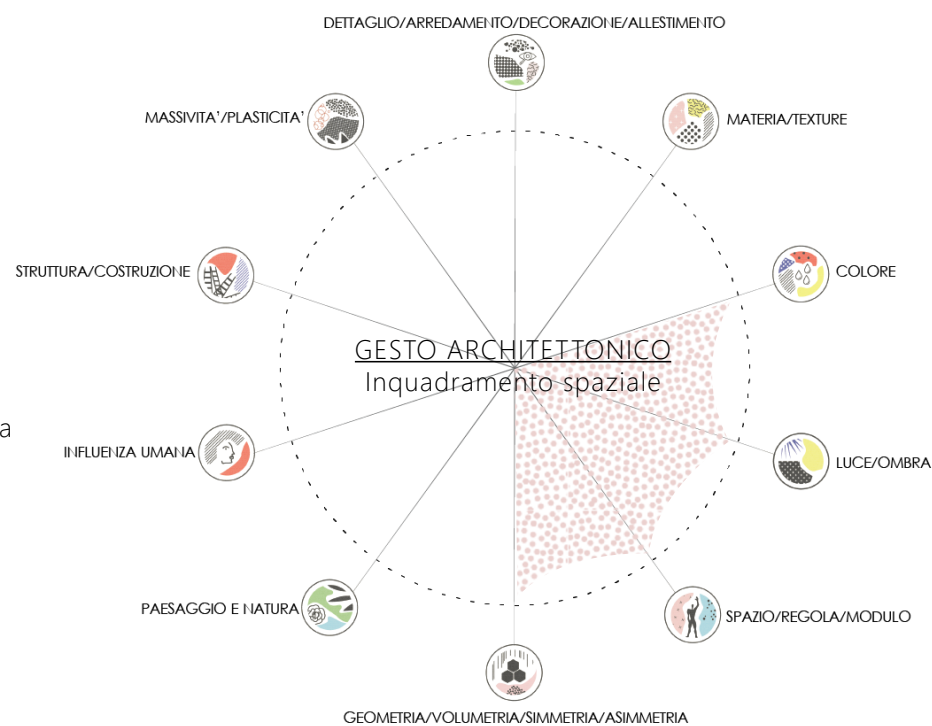 DETTAGLIO/ARREDAMENTO/DECORAZIONE/ALLESTIMENTO
MASSIVITA'/PLASTICITA'
MATERIA/TEXTURE
STRUTTURA/COSTRUZIONE
COLORE
GESTO ARCHITETTONICO
Inquadramento spaziale
a
INFLUENZA UMANA
LUCE/OMBRA
PAESAGGIO E NATURA
SPAZIO/REGOLA/MODULO
GEOMETRIA/VOLUMETRIA/SIMMETRIA/ASIMMETRIA